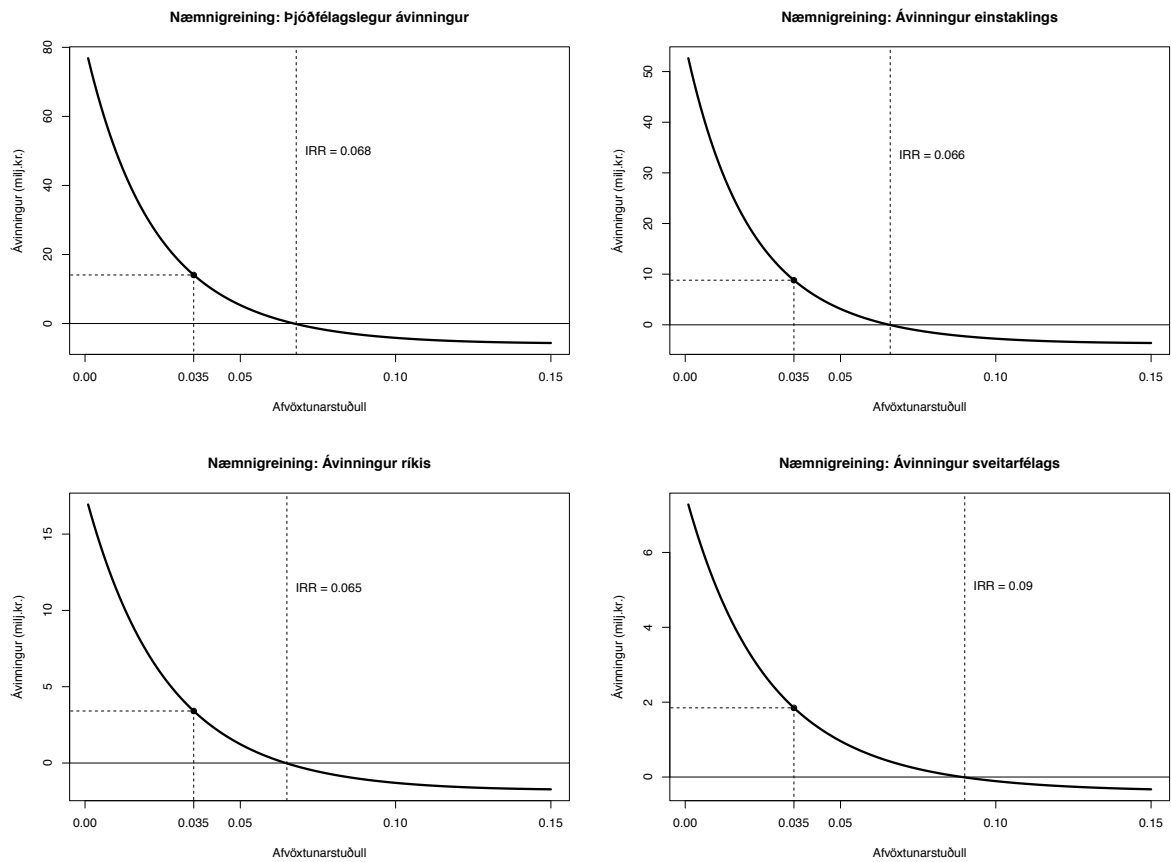 Næmnigreining: Þjóðfélagslegur ávinningur
Ávinningur (milj.kr.)
80
60
40
20
0
IRR = 0.068
0.00 0.035 0.05 0.10 0.15
Afvöxtunarstuðull
Næmnigreining: Ávinningur einstaklings
Ávinningur (milj.kr.)
50
40
30
20
10
0
IRR = 0.066
0.00 0.035 0.05 0.10 0.15
Afvöxtunarstuðull
Næmnigreining: Ávinningur ríkis
Ávinningur (milj.kr.)
15
10
5
0
IRR = 0.065
0.00 0.035 0.05 0.10 0.15
Afvöxtunarstuðull
Næmnigreining: Ávinningur sveitarfélags
Ávinningur (milj.kr.)
6
4
2
0
IRR = 0.09
0.00 0.035 0.05 0.10 0.15
Afvöxtunarstuðull